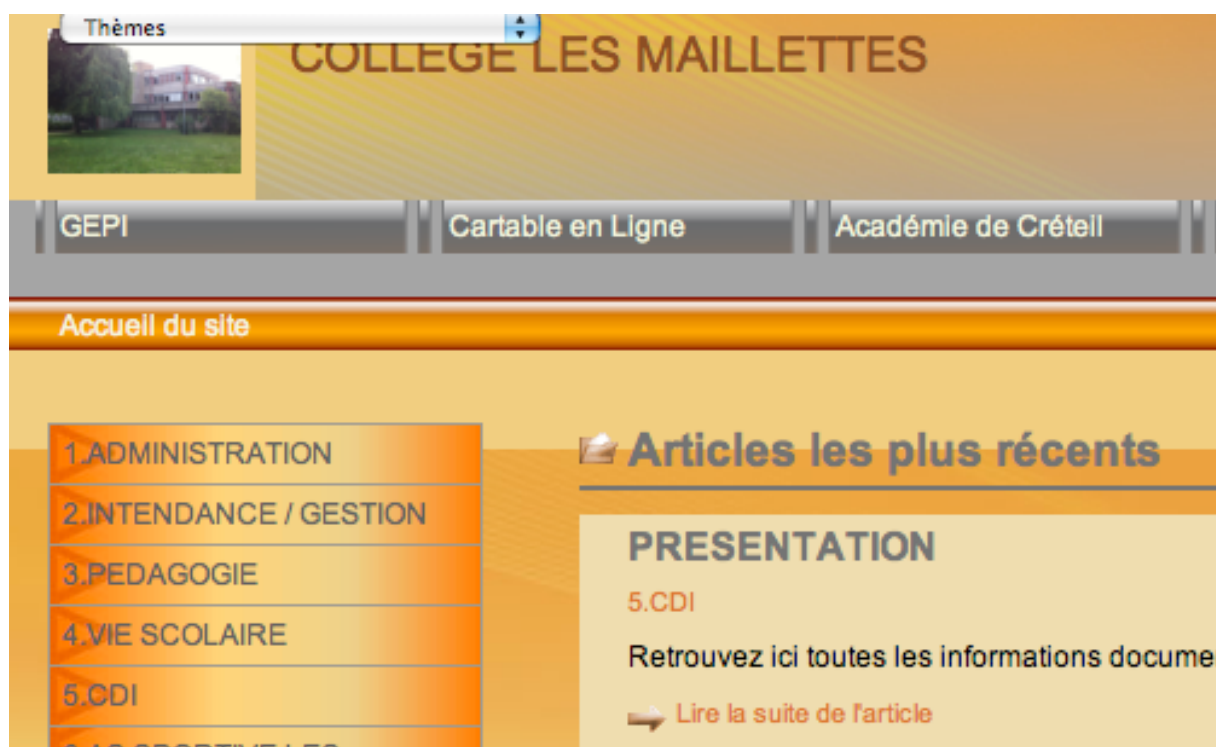 Thèmes
COLLEGE LES MAILLETTES
GEPI
Cartable en Ligne
Académie de Créteil
Accueil du site
1.ADMINISTRATION
2.INTENDANCE / GESTION
3.PEDAGOGIE
4.VIE SCOLAIRE
5.CDI
Articles les plus récents
PRESENTATION
5.CDI
Retrouvez ici toutes les informations docume
Lire la suite de l'article